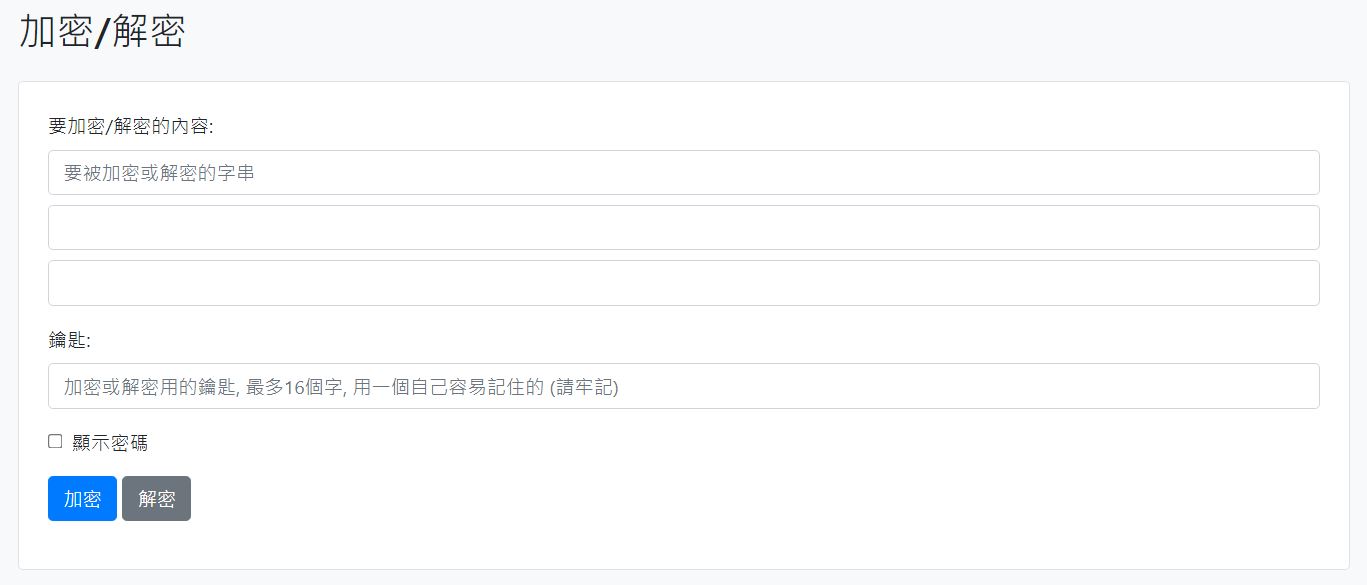 加密/解密
要加密/解密的內容:
要被加密或解密的字串
鑰匙:
加密或解密用的鑰匙, 最多16個字, 用一個自己容易記住的 (請牢記)
顯示密碼
加密 解密